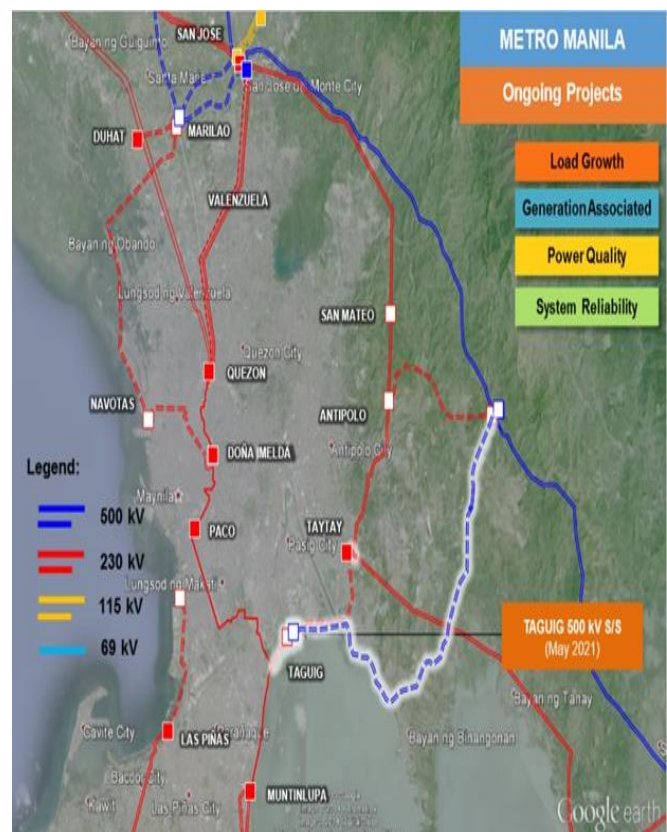 METRO MANILA
Ongoing Projects
Load Growth
Generation Associated
Power Quality
System Reliability
SAN JOSE
Bayan ng Guiguinto
San Jose del Monte City
MARILAO
DUHAT
VALENZUELA
Bayan ng Obando
Lungsod ng Valenzuela
SAN MATEO
Quezon City
QUEZON
NAVOTAS
ANTIPOLO
DOÑA IMELDA
Antipolo City
Legend:
500 kV
230 kV
115 kV
69 kV
Maynila
PACO
TAYTAY
Pasig City
Lungsod ng Makati
TAGUIG 500 kV S/S
(May 2021)
TAGUIG
Bayan ng Tanay
Cavite City
LAS PIÑAS
Bayan ng Binangonan
Bacoor City
Kawit
Las Piñas City
MUNTINLUPA
Google earth